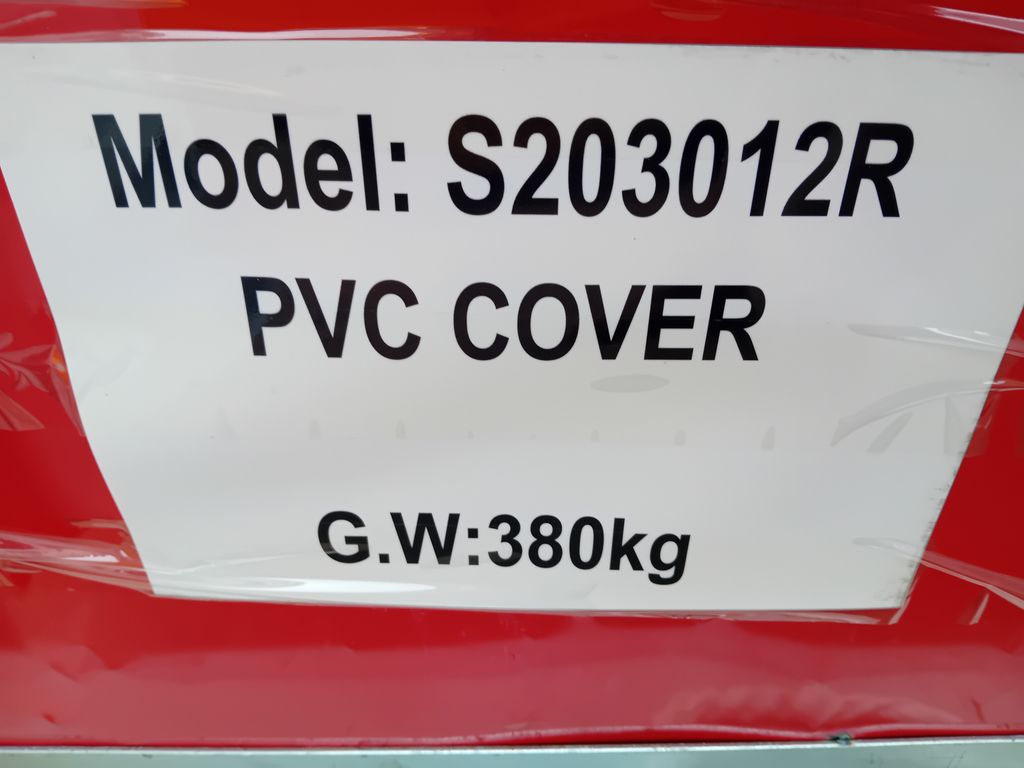 Model: S203012R
PVC COVER
G.W:380kg